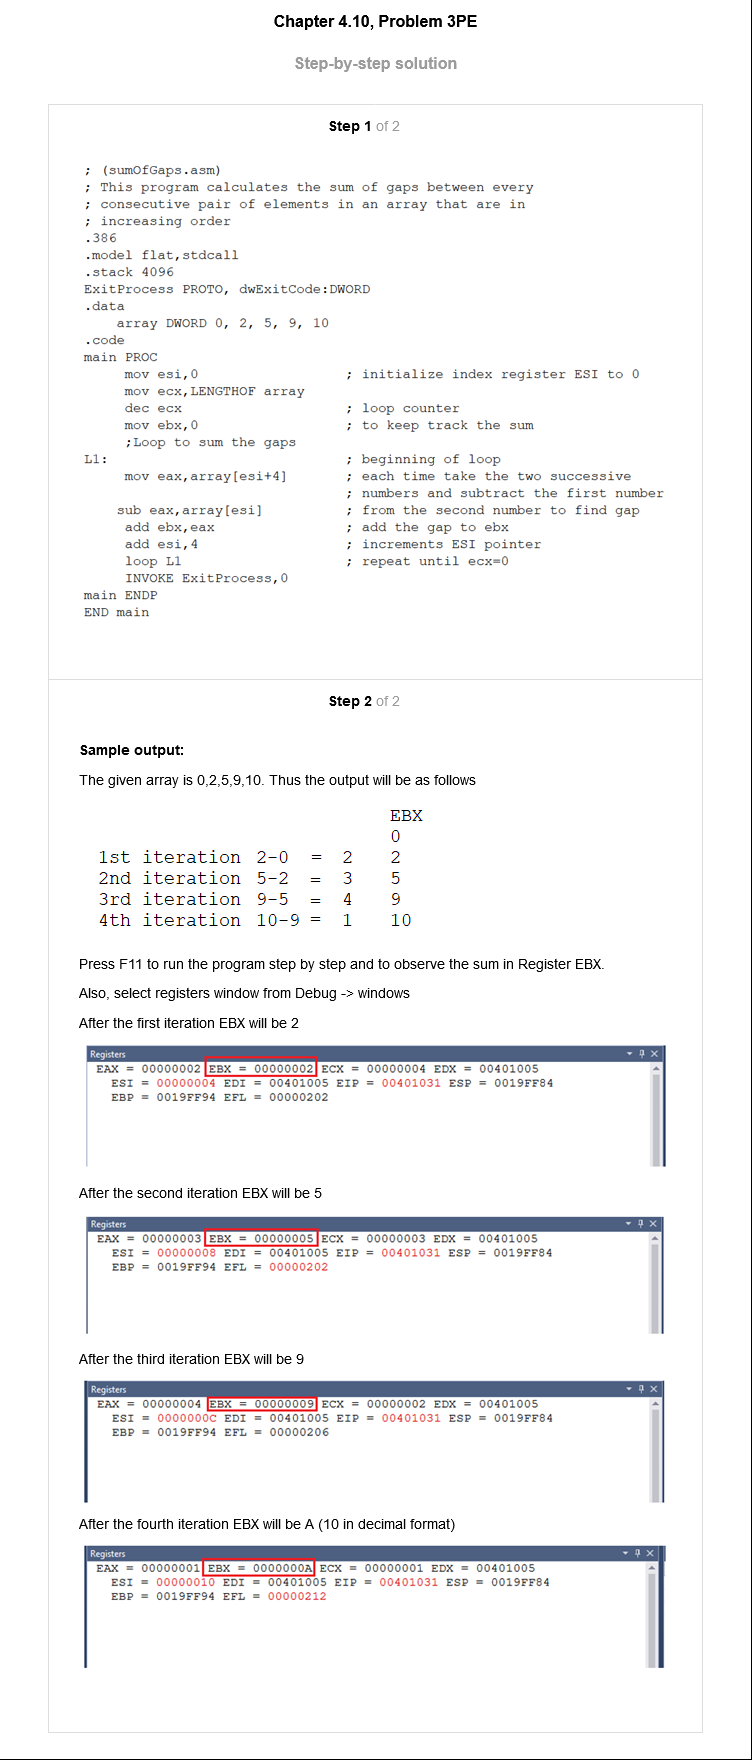 Chapter 4.10, Problem 3PE
Step-by-step solution
Step 1 of 2
; (sumOfGaps.asm)
; This program calculates the sum of gaps between every
; consecutive pair of elements in an array that are in
; increasing order
.386
.model flat,stdcall
.stack 4096
ExitProcess PROTO, dwExitCode:DWORD
.data
array DWORD 0, 2, 5, 9, 10
.code
main PROC
mov esi,0 ; initialize index register ESI to 0
mov ecx,LENGTHOF array
dec ecx ; loop counter
mov ebx,0 ; to keep track the sum
;Loop to sum the gaps
L1: ; beginning of loop
mov eax,array[esi+4] ; each time take the two successive
; numbers and subtract the first number
sub eax,array[esi] ; from the second number to find gap
add ebx,eax ; add the gap to ebx
add esi,4 ; increments ESI pointer
loop L1 ; repeat until ecx=0
INVOKE ExitProcess,0
main ENDP
END main
Step 2 of 2
Sample output:
The given array is 0,2,5,9,10. Thus the output will be as follows
EBX
0
1st iteration 2-0 = 2 2
2nd iteration 5-2 = 3 5
3rd iteration 9-5 = 4 9
4th iteration 10-9 = 1 10
Press F11 to run the program step by step and to observe the sum in Register EBX.
Also, select registers window from Debug -> windows
After the first iteration EBX will be 2
Registers
EAX = 00000002 EBX = 00000002 ECX = 00000004 EDX = 00401005
ESI = 00000004 EDI = 00401005 EIP = 00401031 ESP = 0019FF84
EBP = 0019FF94 EFL = 00000202
After the second iteration EBX will be 5
Registers
EAX = 00000003 EBX = 00000005 ECX = 00000003 EDX = 00401005
ESI = 00000008 EDI = 00401005 EIP = 00401031 ESP = 0019FF84
EBP = 0019FF94 EFL = 00000202
After the third iteration EBX will be 9
Registers
EAX = 00000004 EBX = 00000009 ECX = 00000002 EDX = 00401005
ESI = 0000000C EDI = 00401005 EIP = 00401031 ESP = 0019FF84
EBP = 0019FF94 EFL = 00000206
After the fourth iteration EBX will be A (10 in decimal format)
Registers
EAX = 00000001 EBX = 0000000A ECX = 00000001 EDX = 00401005
ESI = 00000010 EDI = 00401005 EIP = 00401031 ESP = 0019FF84
EBP = 0019FF94 EFL = 00000212